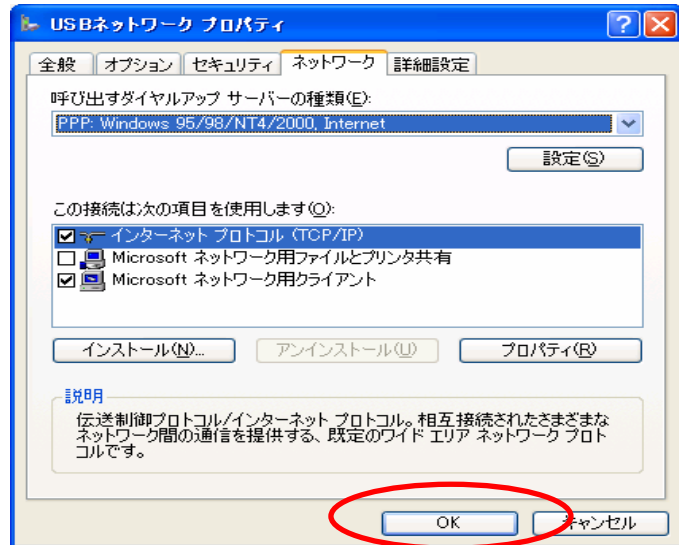 USBネットワーク プロパティ
全般 オプション セキュリティ ネットワーク 詳細設定
呼び出すダイヤルアップ サーバーの種類(E):
PPP: Windows 95/98/NT4/2000, Internet
設定(S)
この接続は次の項目を使用します(O):
インターネット プロトコル (TCP/IP)
Microsoft ネットワーク用ファイルとプリンタ共有
Microsoft ネットワーク用クライアント
インストール(N)... アンインストール(U) プロパティ(R)
説明
伝送制御プロトコル/インターネット プロトコル。相互接続されたさまざまな
ネットワーク間の通信を提供する、既定のワイド エリア ネットワーク プロト
コルです。
OK キャンセル